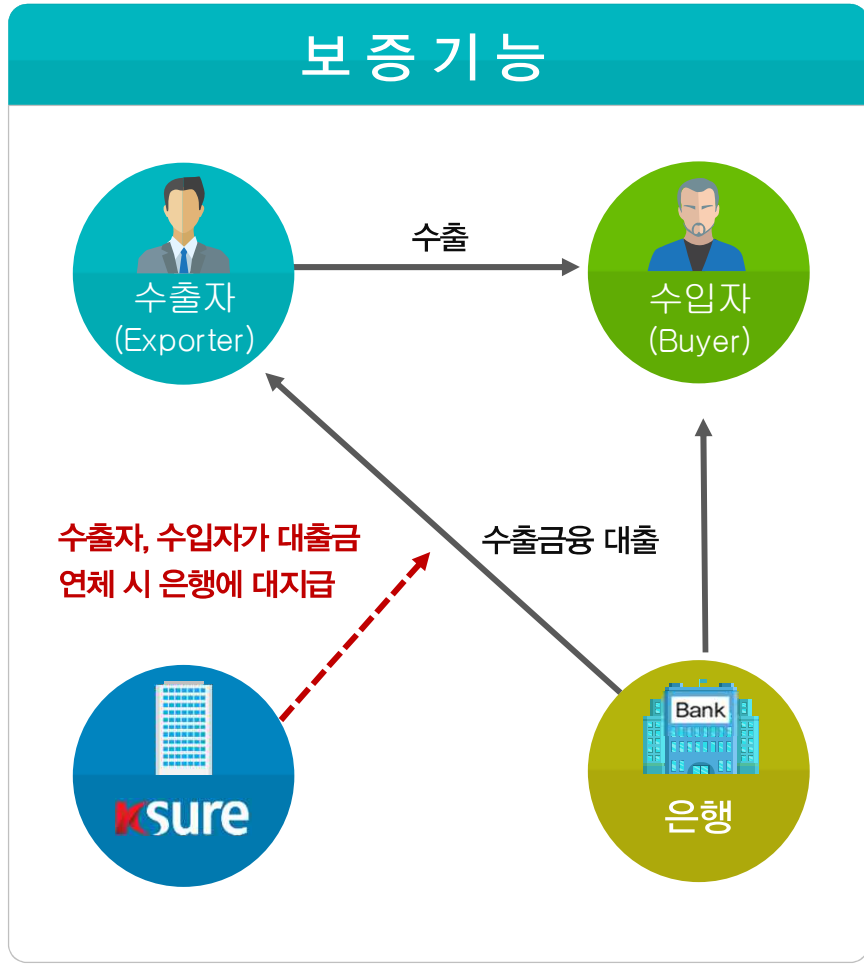 보증기능
수출
수출자
(Exporter)
수입자
(Buyer)
수출자, 수입자가 대출금
연체 시 은행에 대지급
수출금융 대출
Bank
Ksure
은행